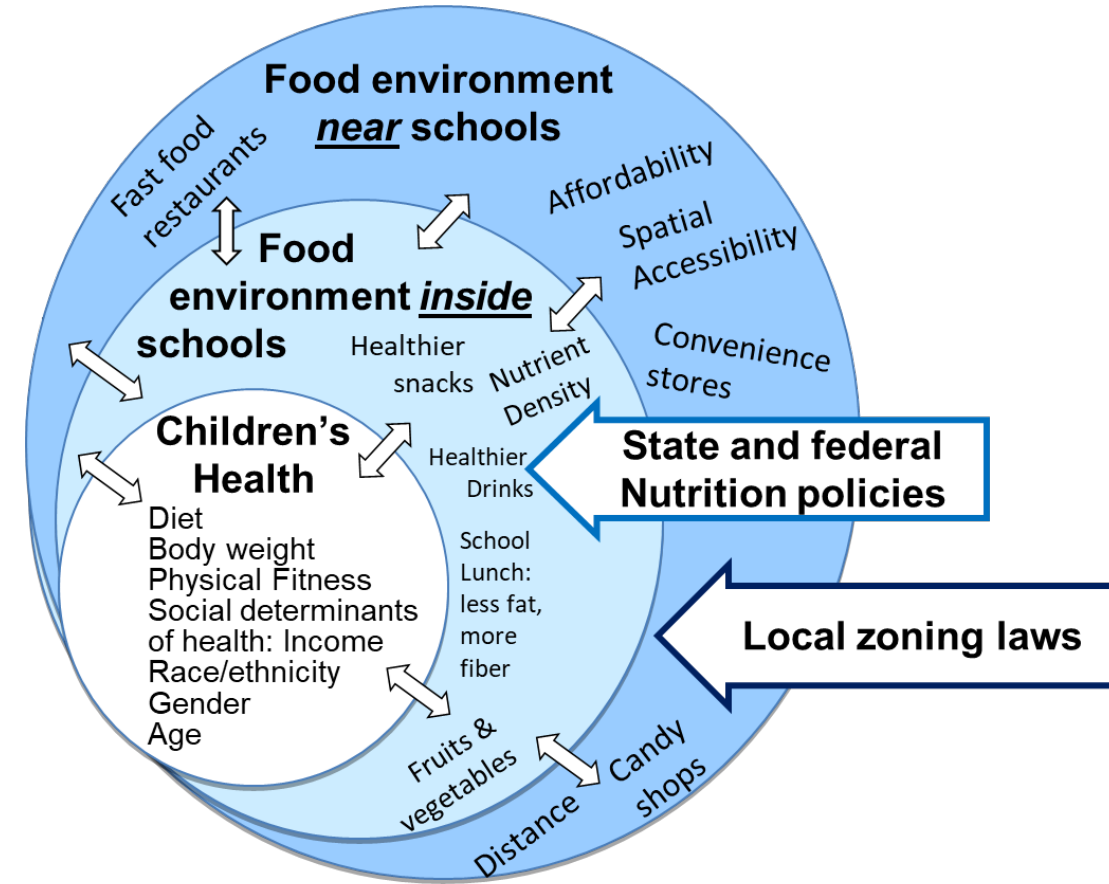 Food environment
near schools
Fast food
restaurants
Affordability
Spatial
Accessibility
Convenience
stores
Food
environment inside
schools
Healthier
snacks
Nutrient
Density
Healthier
Drinks
School
Lunch:
less fat,
more
fiber
Fruits &
vegetables
Children's
Health
Diet
Body weight
Physical Fitness
Social determinants
of health: Income
Race/ethnicity
Gender
Age
State and federal
Nutrition policies
Local zoning laws
Candy
shops
Distance